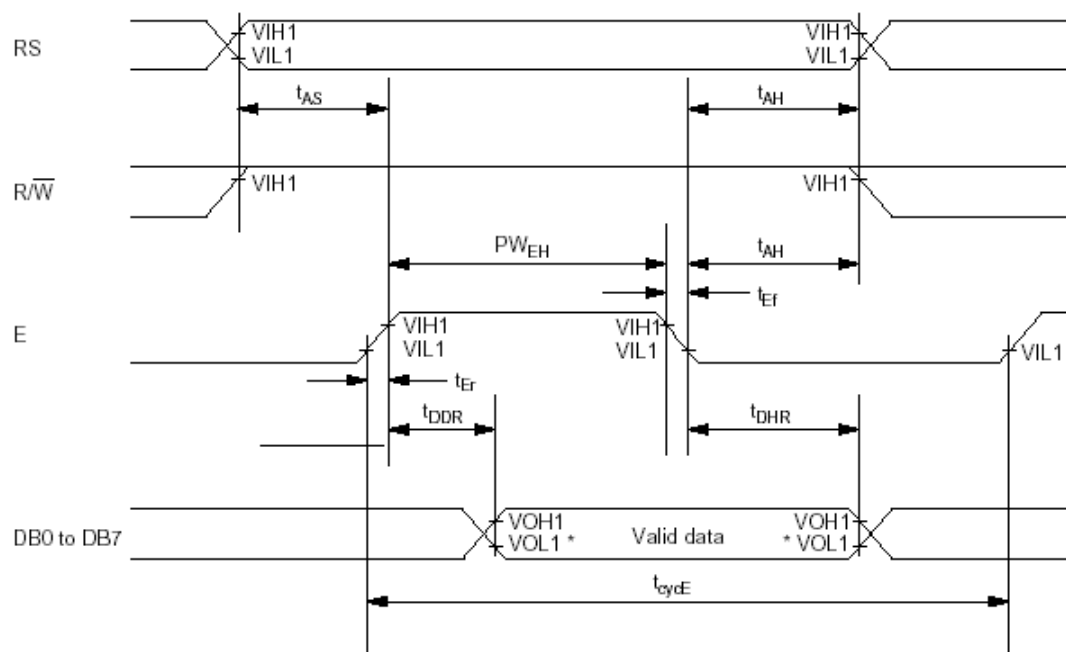 RS
VIH1
VIL1
VIH1
VIL1
tAS
tAH
R/W̅
VIH1
VIH1
PWEH
tAH
tEf
E
VIH1
VIL1
VIH1
VIL1
VIL1
tEr
tDDR
tDHR
DB0 to DB7
VOH1
VOL1 *
Valid data
VOH1
* VOL1
tcycE